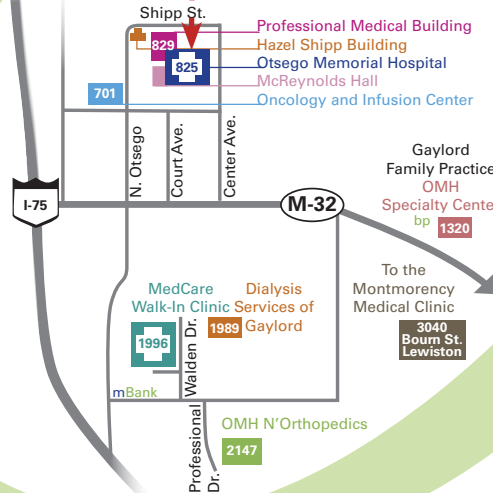 Shipp St.
Professional Medical Building
829
Hazel Shipp Building
825
Otsego Memorial Hospital
McReynolds Hall
701
Oncology and Infusion Center
N. Otsego
Court Ave.
Center Ave.
Gaylord
Family Practice
OMH
Specialty Cente
bp
1320
I-75
M-32
To the
Montmorency
Medical Clinic
3040
Bourn St.
Lewiston
MedCare
Walk-In Clinic
1996
Dialysis
Services of
Gaylord
1989
Walden Dr.
mBank
Professional
Dr.
OMH N'Orthopedics
2147